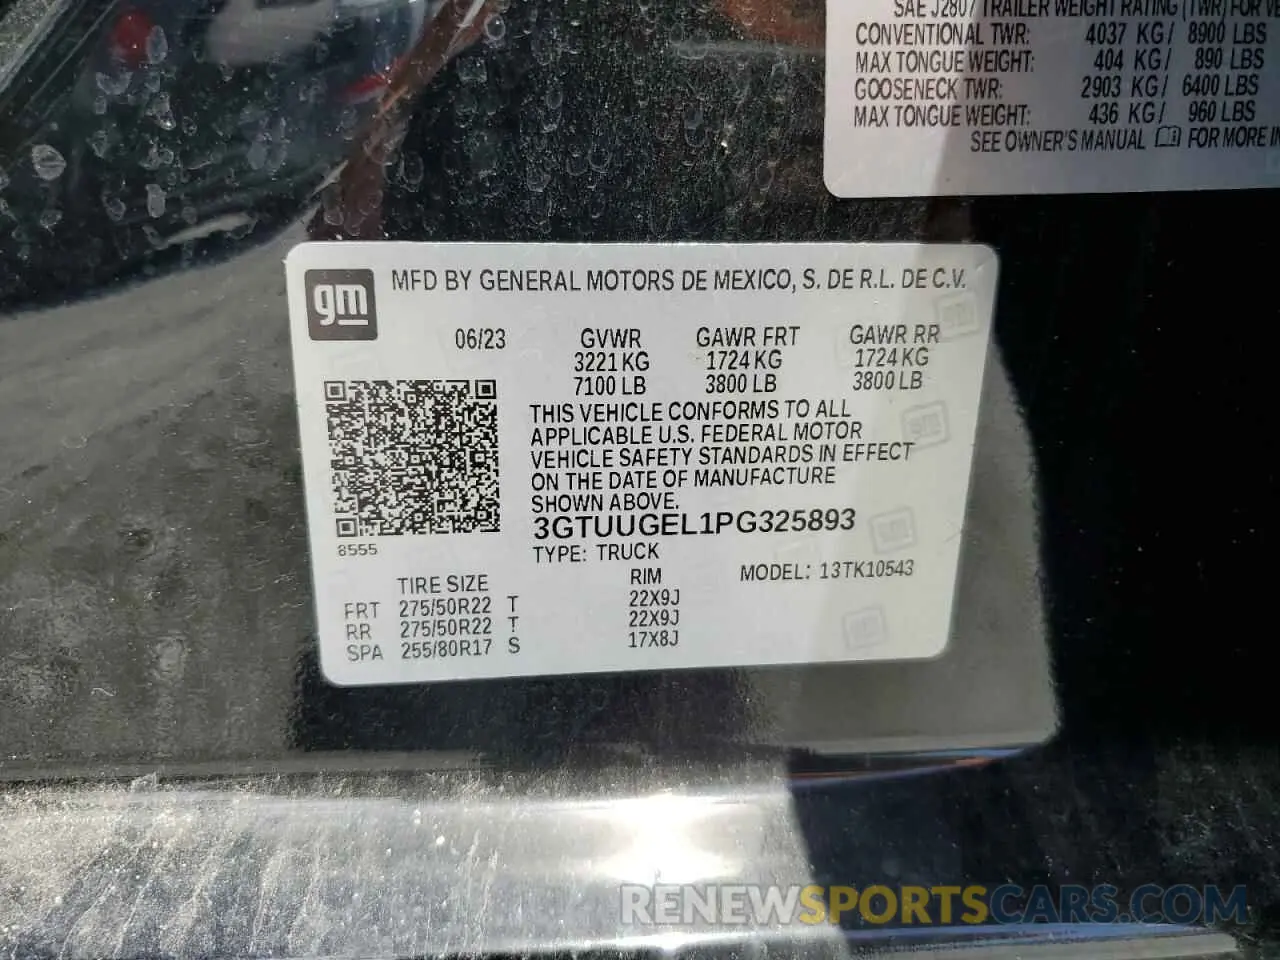 SAE J2807 TRAILER WEIGHT RATING (TWR) FOR
CONVENTIONAL TWR: 4037 KG/ 8900 LBS
MAX TONGUE WEIGHT: 404 KG/ 890 LBS
GOOSENECK TWR: 2903 KG/ 6400 LBS
MAX TONGUE WEIGHT: 436 KG/ 960 LBS
SEE OWNER'S MANUAL FOR MORE
gm
MFD BY GENERAL MOTORS DE MEXICO, S. DE R.L. DE C.V.
06/23 GVWR GAWR FRT GAWR RR
3221 KG 1724 KG 1724 KG
7100 LB 3800 LB 3800 LB
THIS VEHICLE CONFORMS TO ALL
APPLICABLE U.S. FEDERAL MOTOR
VEHICLE SAFETY STANDARDS IN EFFECT
ON THE DATE OF MANUFACTURE
SHOWN ABOVE.
3GTUUGEL1PG325893
8555
TYPE: TRUCK MODEL: 13TK10543
TIRE SIZE RIM
FRT 275/50R22 T 22X9J
RR 275/50R22 T 22X9J
SPA 255/80R17 S 17X8J
RENEWSPORTSCARS.COM